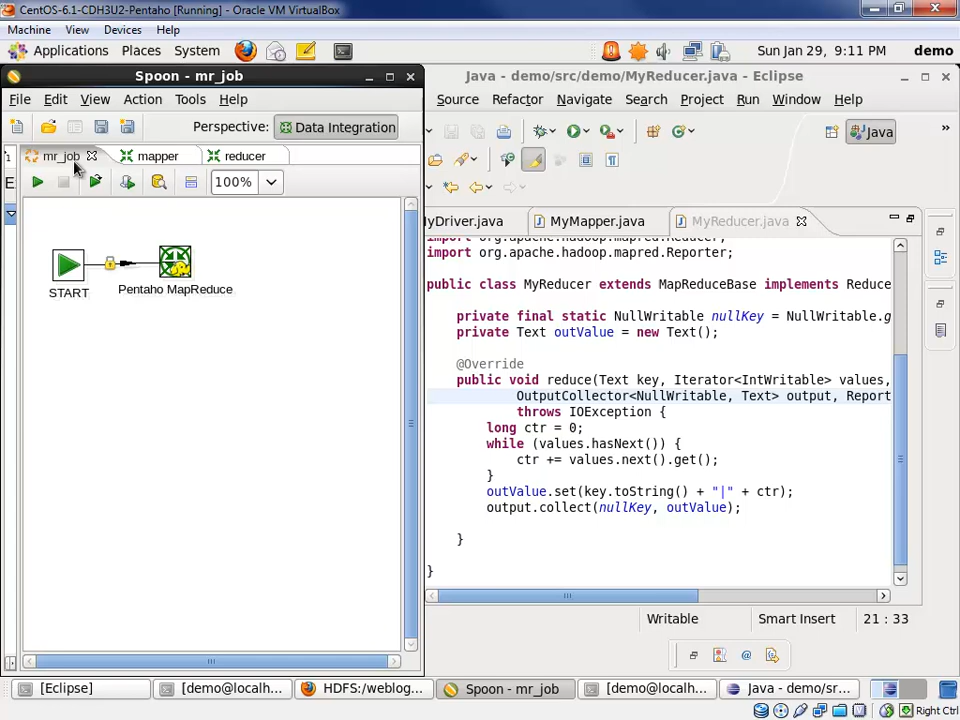 CentOS-6.1-CDH3U2-Pentaho [Running] - Oracle VM VirtualBox
Machine View Devices Help
Applications Places System Sun Jan 29, 9:11 PM demo
Spoon - mr_job
File Edit View Action Tools Help
Perspective: Data Integration
mr_job mapper reducer
100%
START
Pentaho MapReduce
Java - demo/src/demo/MyReducer.java - Eclipse
Source Refactor Navigate Search Project Run Window Help
Java »
MyDriver.java MyMapper.java MyReducer.java
import org.apache.hadoop.mapred.Reducer;
import org.apache.hadoop.mapred.Reporter;
public class MyReducer extends MapReduceBase implements Reduce
private final static NullWritable nullKey = NullWritable.g
private Text outValue = new Text();
@Override
public void reduce(Text key, Iterator<IntWritable> values,
OutputCollector<NullWritable, Text> output, Report
throws IOException {
long ctr = 0;
while (values.hasNext()) {
ctr += values.next().get();
}
outValue.set(key.toString() + "|" + ctr);
output.collect(nullKey, outValue);
}
}
Writable Smart Insert 21 : 33
[Eclipse] [demo@localh... HDFS:/weblog... Spoon - mr_job [demo@localh... Java - demo/sr...
Right Ctrl